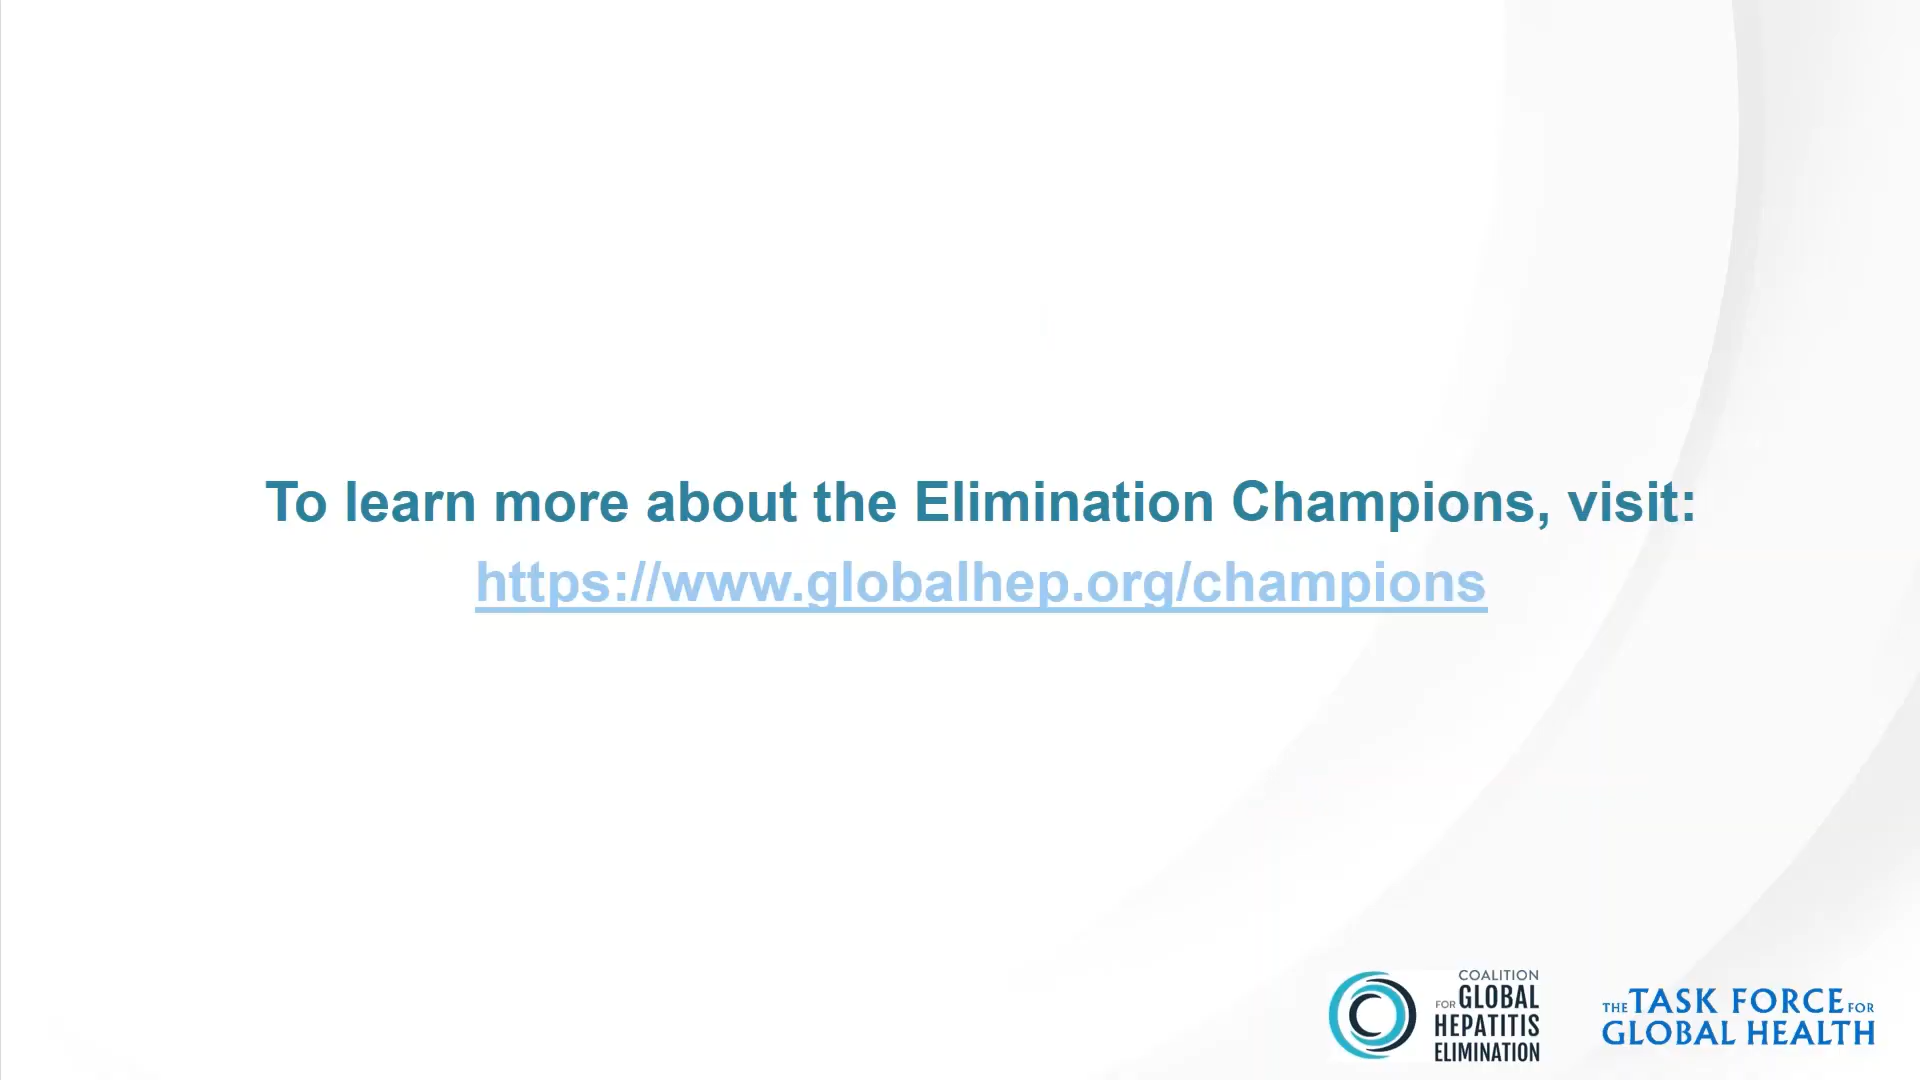 To learn more about the Elimination Champions, visit:
https://www.globalhep.org/champions
COALITION
FOR GLOBAL
HEPATITIS
ELIMINATION
THE TASK FORCE FOR
GLOBAL HEALTH